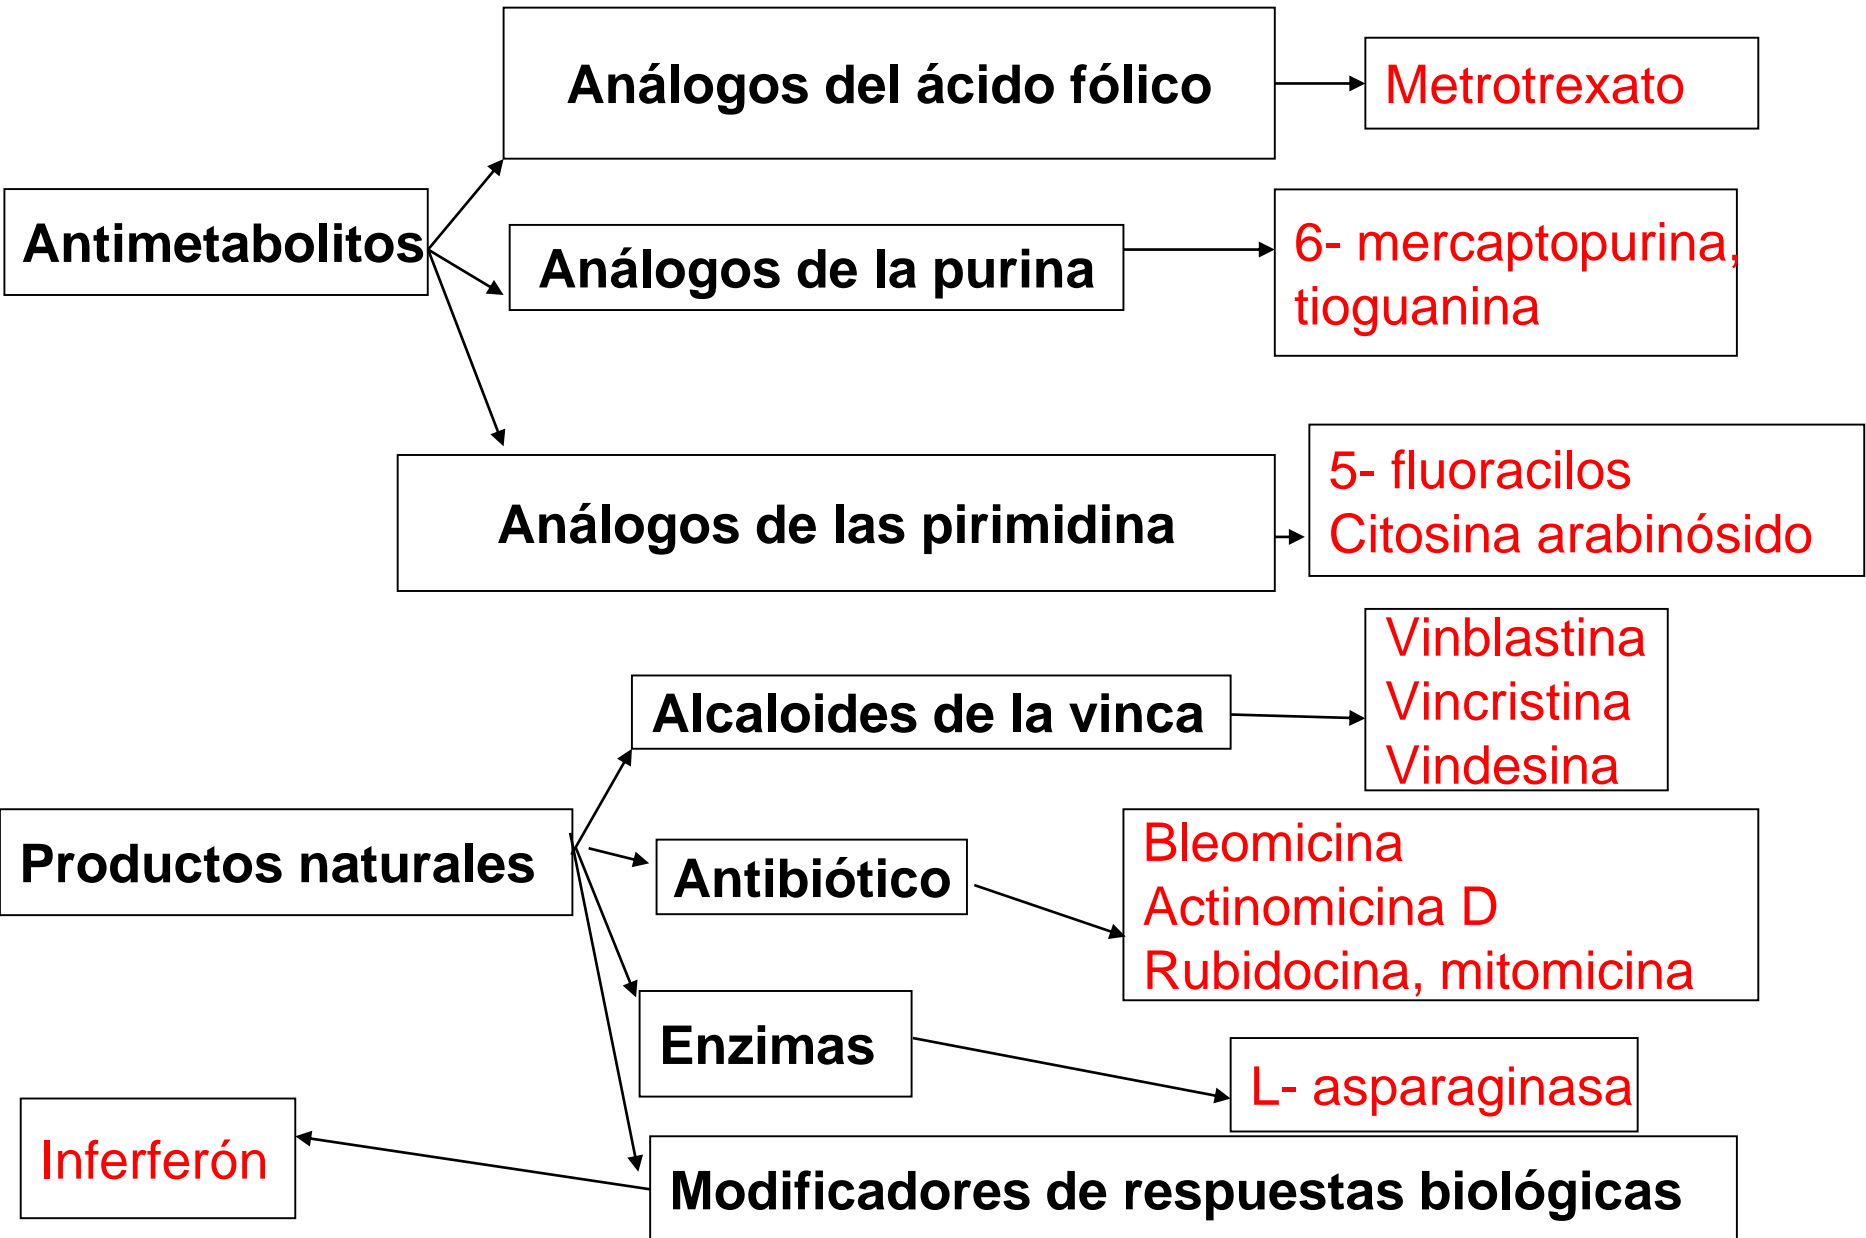 Análogos del ácido fólico
Metrotrexato
Antimetabolitos
Análogos de la purina
6- mercaptopurina,
tioguanina
Análogos de las pirimidina
5- fluoracilos
Citosina arabinósido
Alcaloides de la vinca
Vinblastina
Vincristina
Vindesina
Productos naturales
Antibiótico
Bleomicina
Actinomicina D
Rubidocina, mitomicina
Enzimas
L- asparaginasa
Inferferón
Modificadores de respuestas biológicas